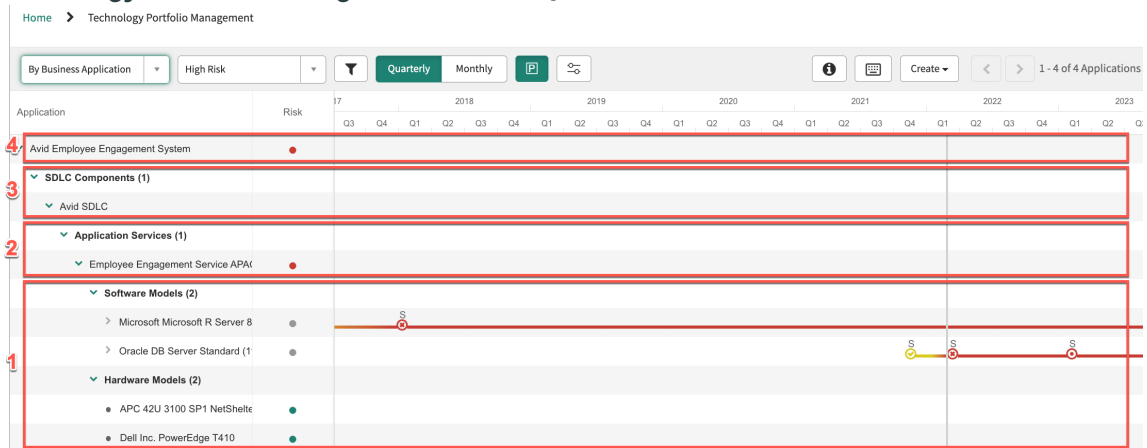 Home > Technology Portfolio Management
By Business Application High Risk Quarterly Monthly P Create 1 - 4 of 4 Applications
Application Risk 17 2018 2019 2020 2021 2022 2023
Q3 Q4 Q1 Q2 Q3 Q4 Q1 Q2 Q3 Q4 Q1 Q2 Q3 Q4 Q1 Q2 Q3 Q4 Q1 Q2 Q3 Q4 Q1 Q2
4 Avid Employee Engagement System
SDLC Components (1)
3
Avid SDLC
Application Services (1)
2
Employee Engagement Service APA
Software Models (2)
S
Microsoft Microsoft R Server 8
S S S
Oracle DB Server Standard (1
1
Hardware Models (2)
APC 42U 3100 SP1 NetShelte
Dell Inc. PowerEdge T410